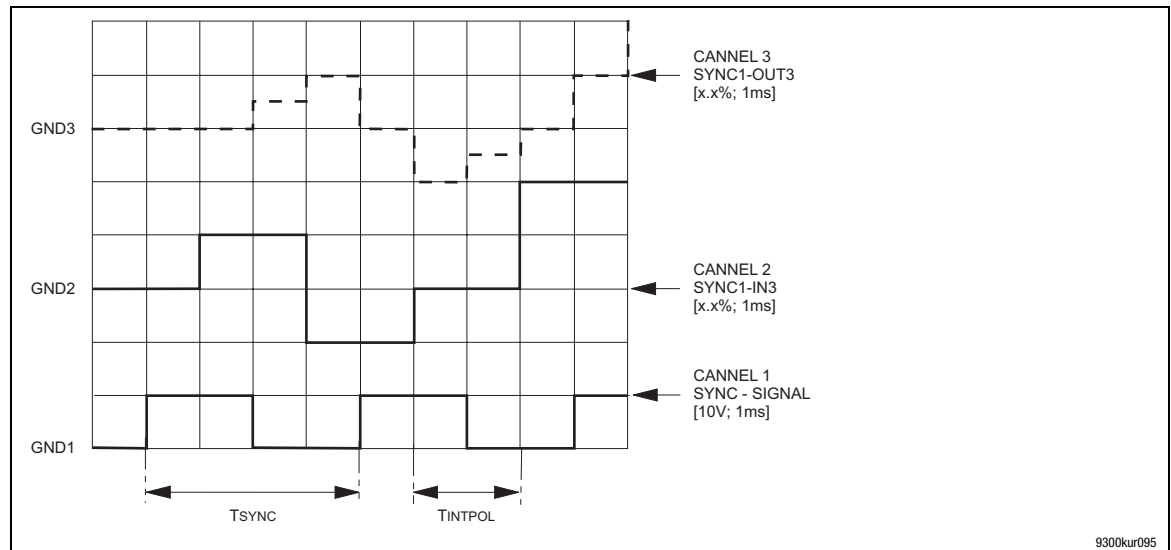 CANNEL 3
SYNC1-OUT3
[x.x%; 1ms]
GND3
CANNEL 2
SYNC1-IN3
[x.x%; 1ms]
GND2
CANNEL 1
SYNC - SIGNAL
[10V; 1ms]
GND1
TSYNC
TINTPOL
9300kur095